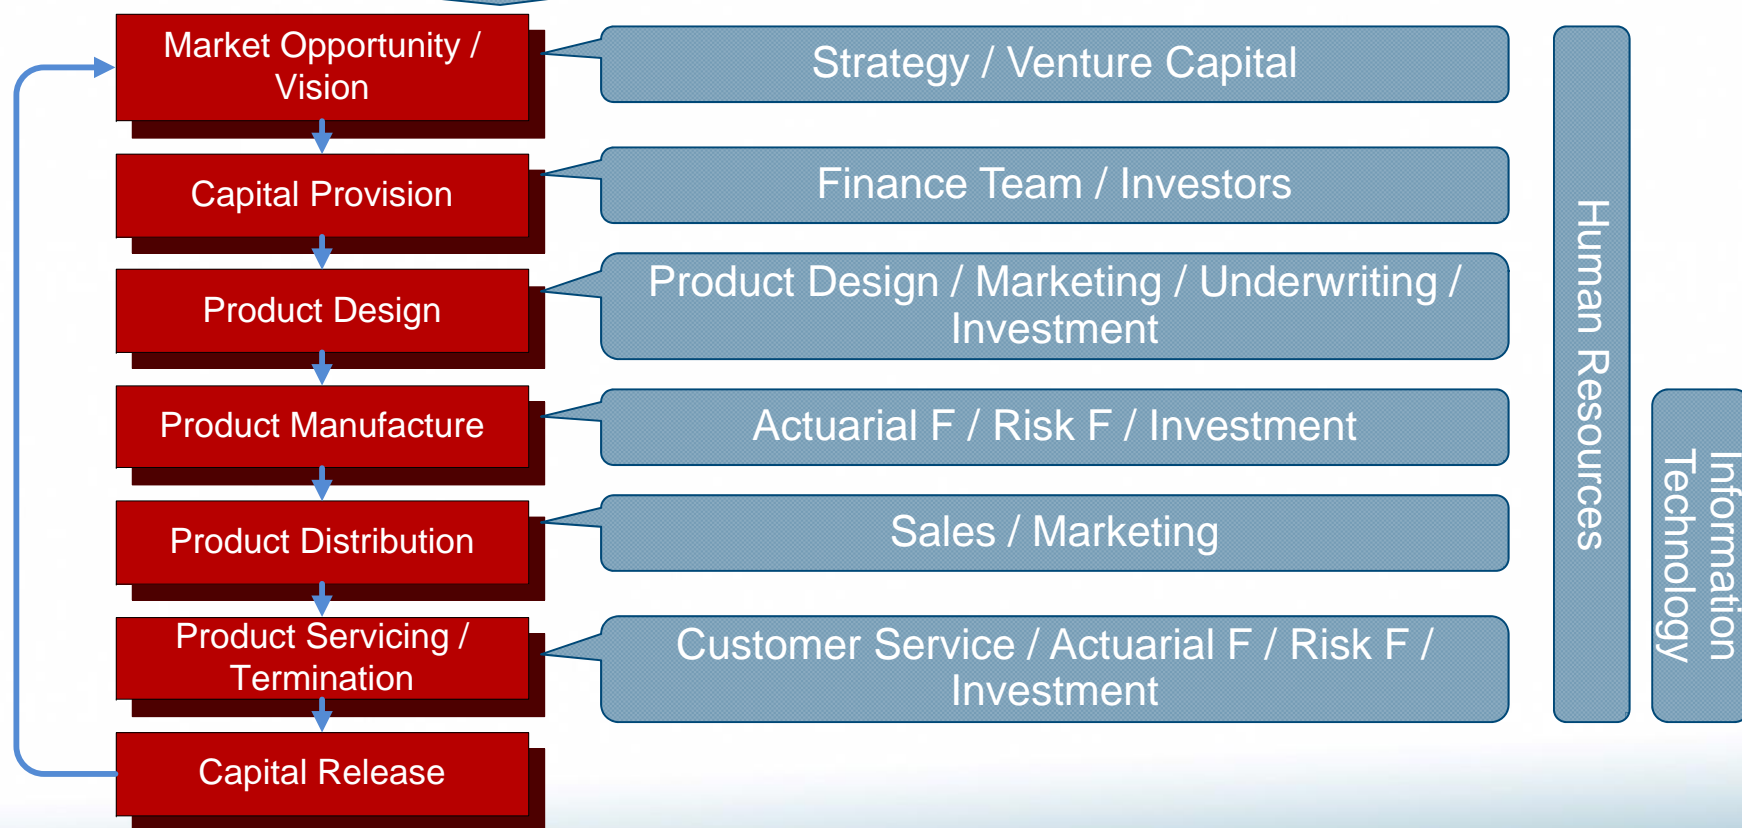 Market Opportunity /
Vision
Strategy / Venture Capital
Capital Provision
Finance Team / Investors
Product Design
Product Design / Marketing / Underwriting /
Investment
Product Manufacture
Actuarial F / Risk F / Investment
Product Distribution
Sales / Marketing
Product Servicing /
Termination
Customer Service / Actuarial F / Risk F /
Investment
Capital Release
Human Resources
Information
Technology